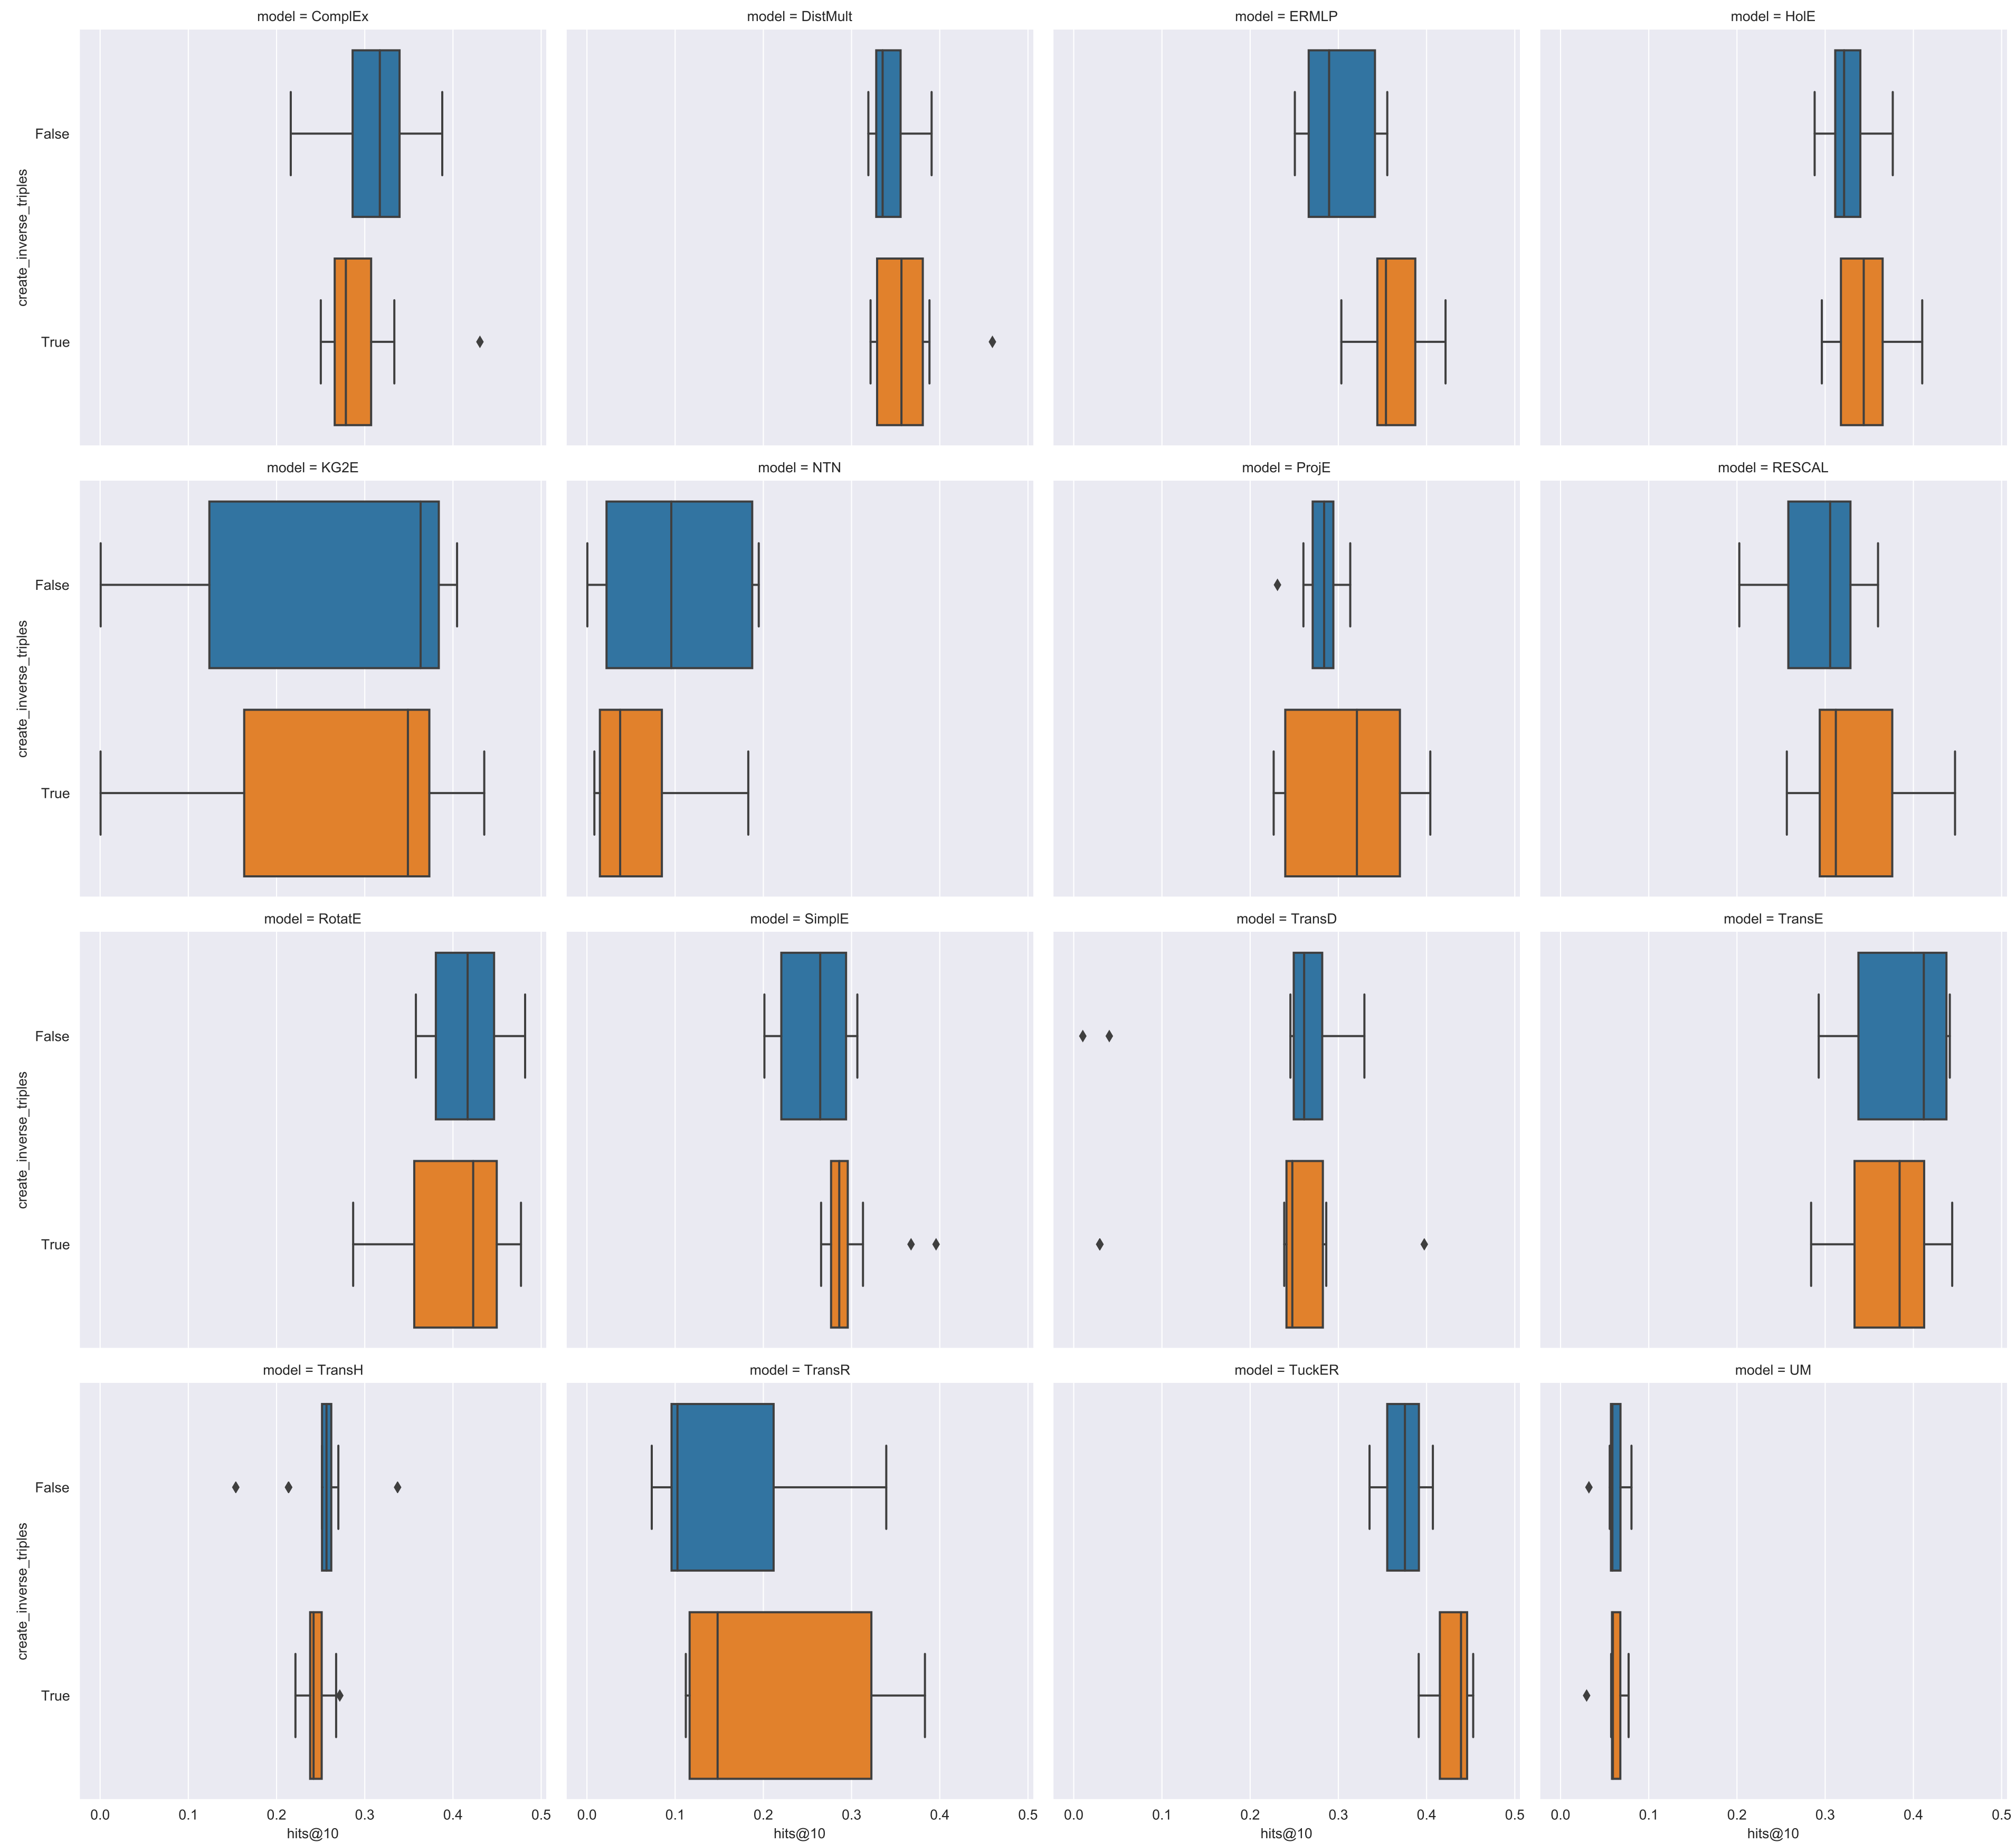 model = ComplEx
model = DistMult
model = ERMLP
model = HolE
create_inverse_triples
False
True
model = KG2E
model = NTN
model = ProjE
model = RESCAL
create_inverse_triples
False
True
model = RotatE
model = SimplE
model = TransD
model = TransE
create_inverse_triples
False
True
model = TransH
model = TransR
model = TuckER
model = UM
create_inverse_triples
False
True
0.0 0.1 0.2 0.3 0.4 0.5
hits@10
0.0 0.1 0.2 0.3 0.4 0.5
hits@10
0.0 0.1 0.2 0.3 0.4 0.5
hits@10
0.0 0.1 0.2 0.3 0.4 0.5
hits@10